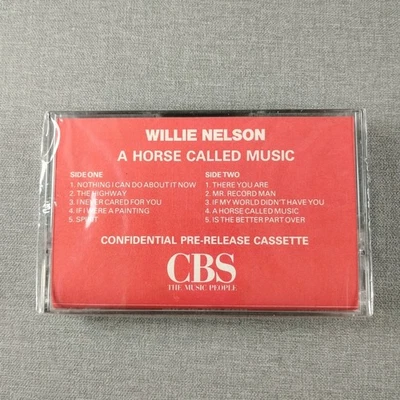 WILLIE NELSON
A HORSE CALLED MUSIC
SIDE ONE
1. NOTHING I CAN DO ABOUT IT NOW
2. THE HIGHWAY
3. I NEVER CARED FOR YOU
4. IF I WERE A PAINTING
5. SPIRIT
SIDE TWO
1. THERE YOU ARE
2. MR. RECORD MAN
3. IF MY WORLD DIDN'T HAVE YOU
4. A HORSE CALLED MUSIC
5. IS THE BETTER PART OVER
CONFIDENTIAL PRE-RELEASE CASSETTE
CBS
THE MUSIC PEOPLE